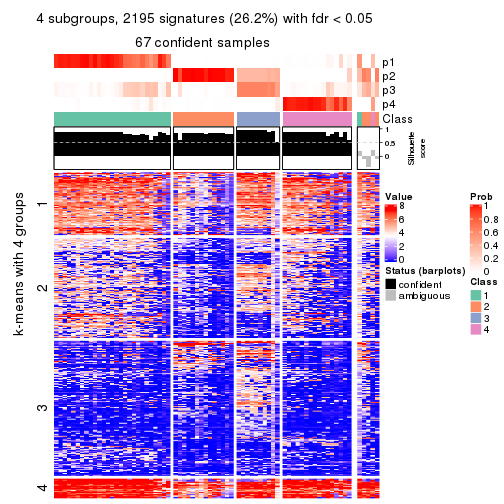 4 subgroups, 2195 signatures (26.2%) with fdr < 0.05
67 confident samples
p1
p2
p3
p4
Class
1
0.5
0
Silhouette
score
k-means with 4 groups
1
2
3
4
Value
8
6
4
2
0
Status (barplots)
confident
ambiguous
Prob
1
0.8
0.6
0.4
0.2
0
Class
1
2
3
4